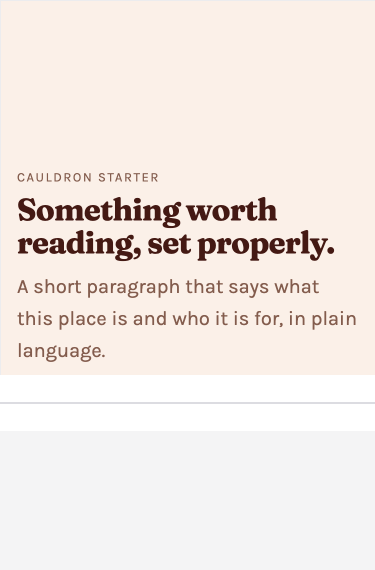 CAULDRON STARTER
Something worth
reading, set properly.
A short paragraph that says what
this place is and who it is for, in plain
language.